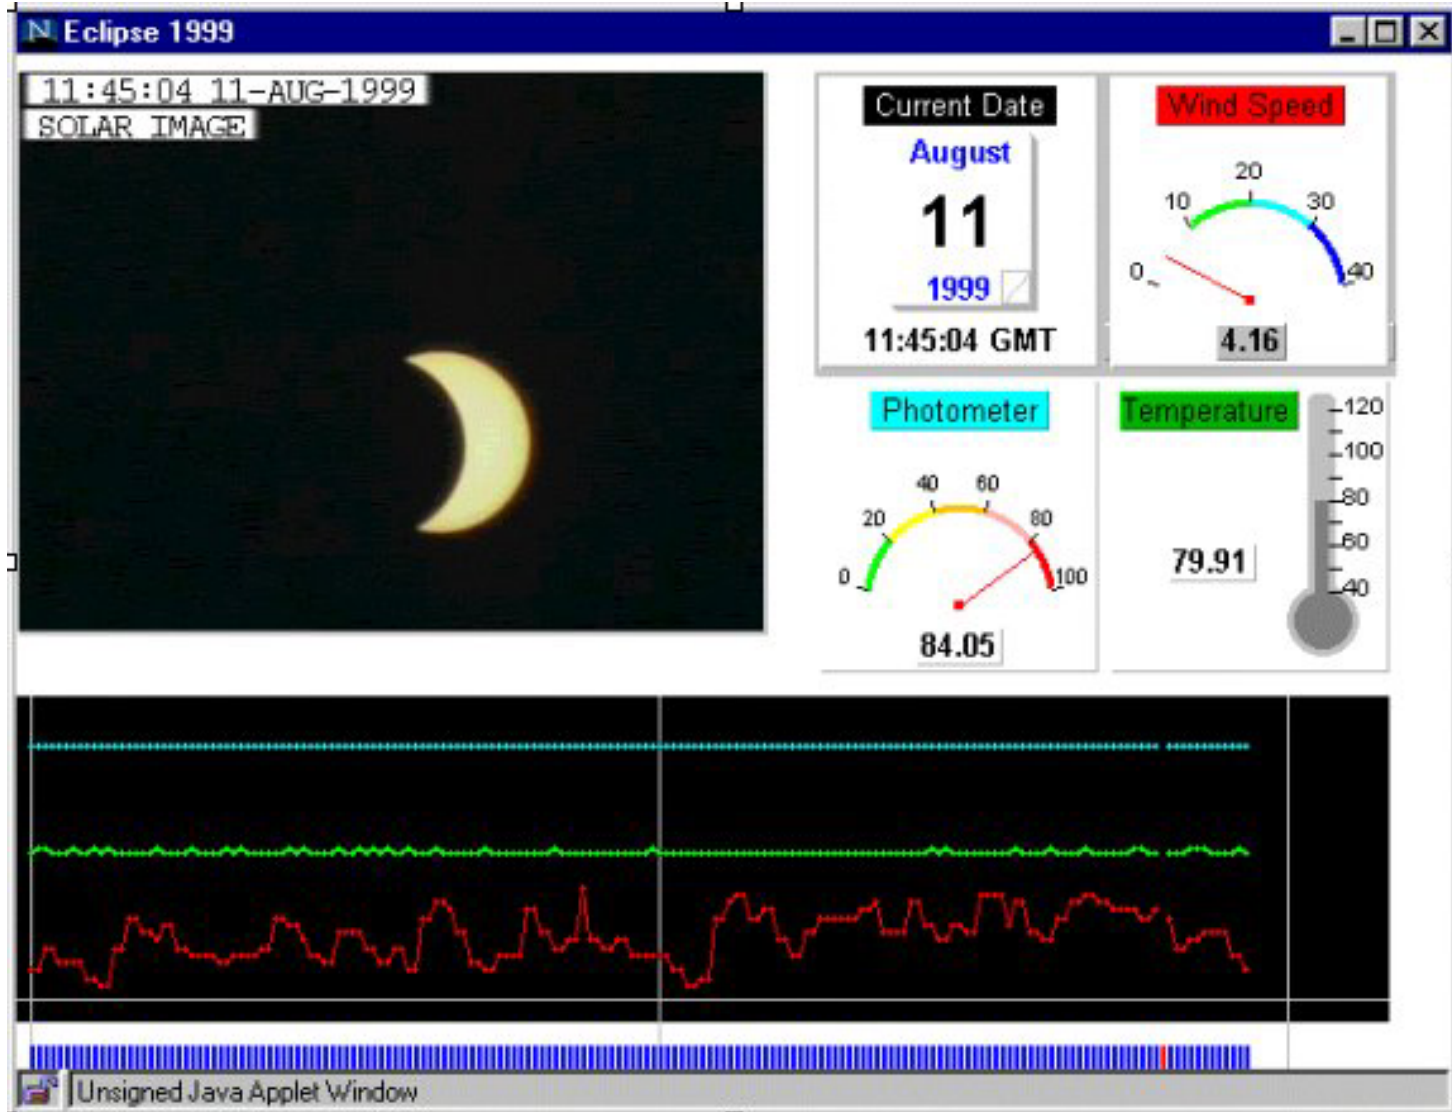 Eclipse 1999
11:45:04 11-AUG-1999
SOLAR IMAGE
Current Date
August
11
1999
11:45:04 GMT
Wind Speed
0
10
20
30
40
4.16
Photometer
0
20
40
60
80
100
84.05
Temperature
120
100
80
60
40
79.91
Unsigned Java Applet Window